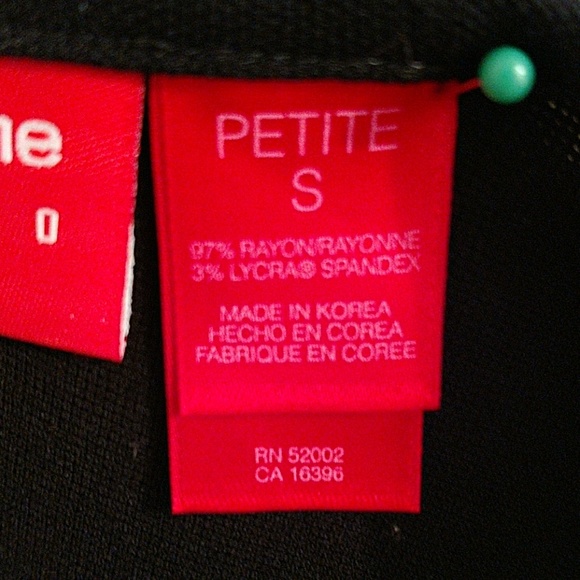 ne
0
PETITE
S
97% RAYON/RAYONNE
3% LYCRA® SPANDEX
MADE IN KOREA
HECHO EN COREA
FABRIQUE EN COREE
RN 52002
CA 16396